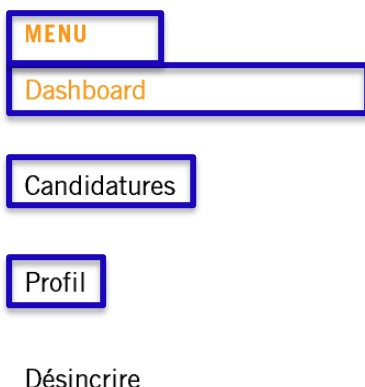 MENU
Dashboard
Candidatures
Profil
Désincrire